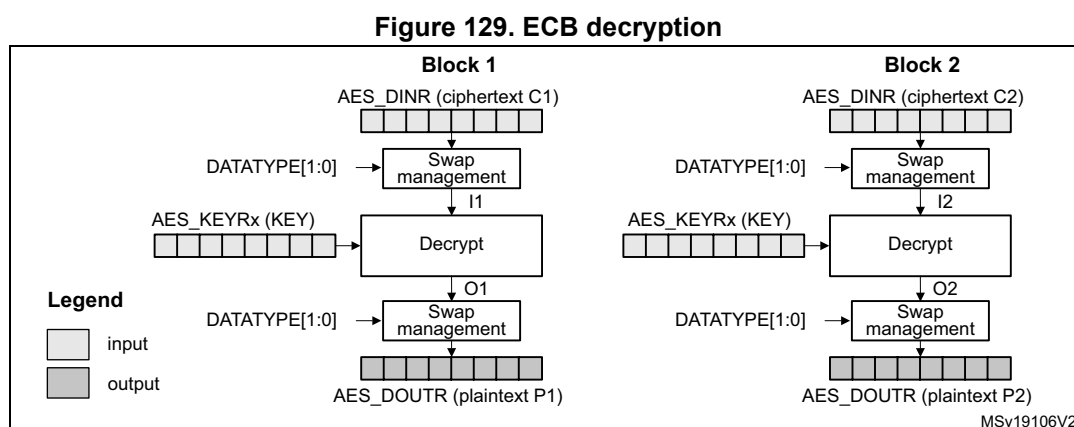 Figure 129. ECB decryption
Block 1
AES_DINR (ciphertext C1)
DATATYPE[1:0]
Swap
management
I1
AES_KEYRx (KEY)
Decrypt
O1
DATATYPE[1:0]
Swap
management
AES_DOUTR (plaintext P1)
Block 2
AES_DINR (ciphertext C2)
DATATYPE[1:0]
Swap
management
I2
AES_KEYRx (KEY)
Decrypt
O2
DATATYPE[1:0]
Swap
management
AES_DOUTR (plaintext P2)
Legend
input
output
MSv19106V2